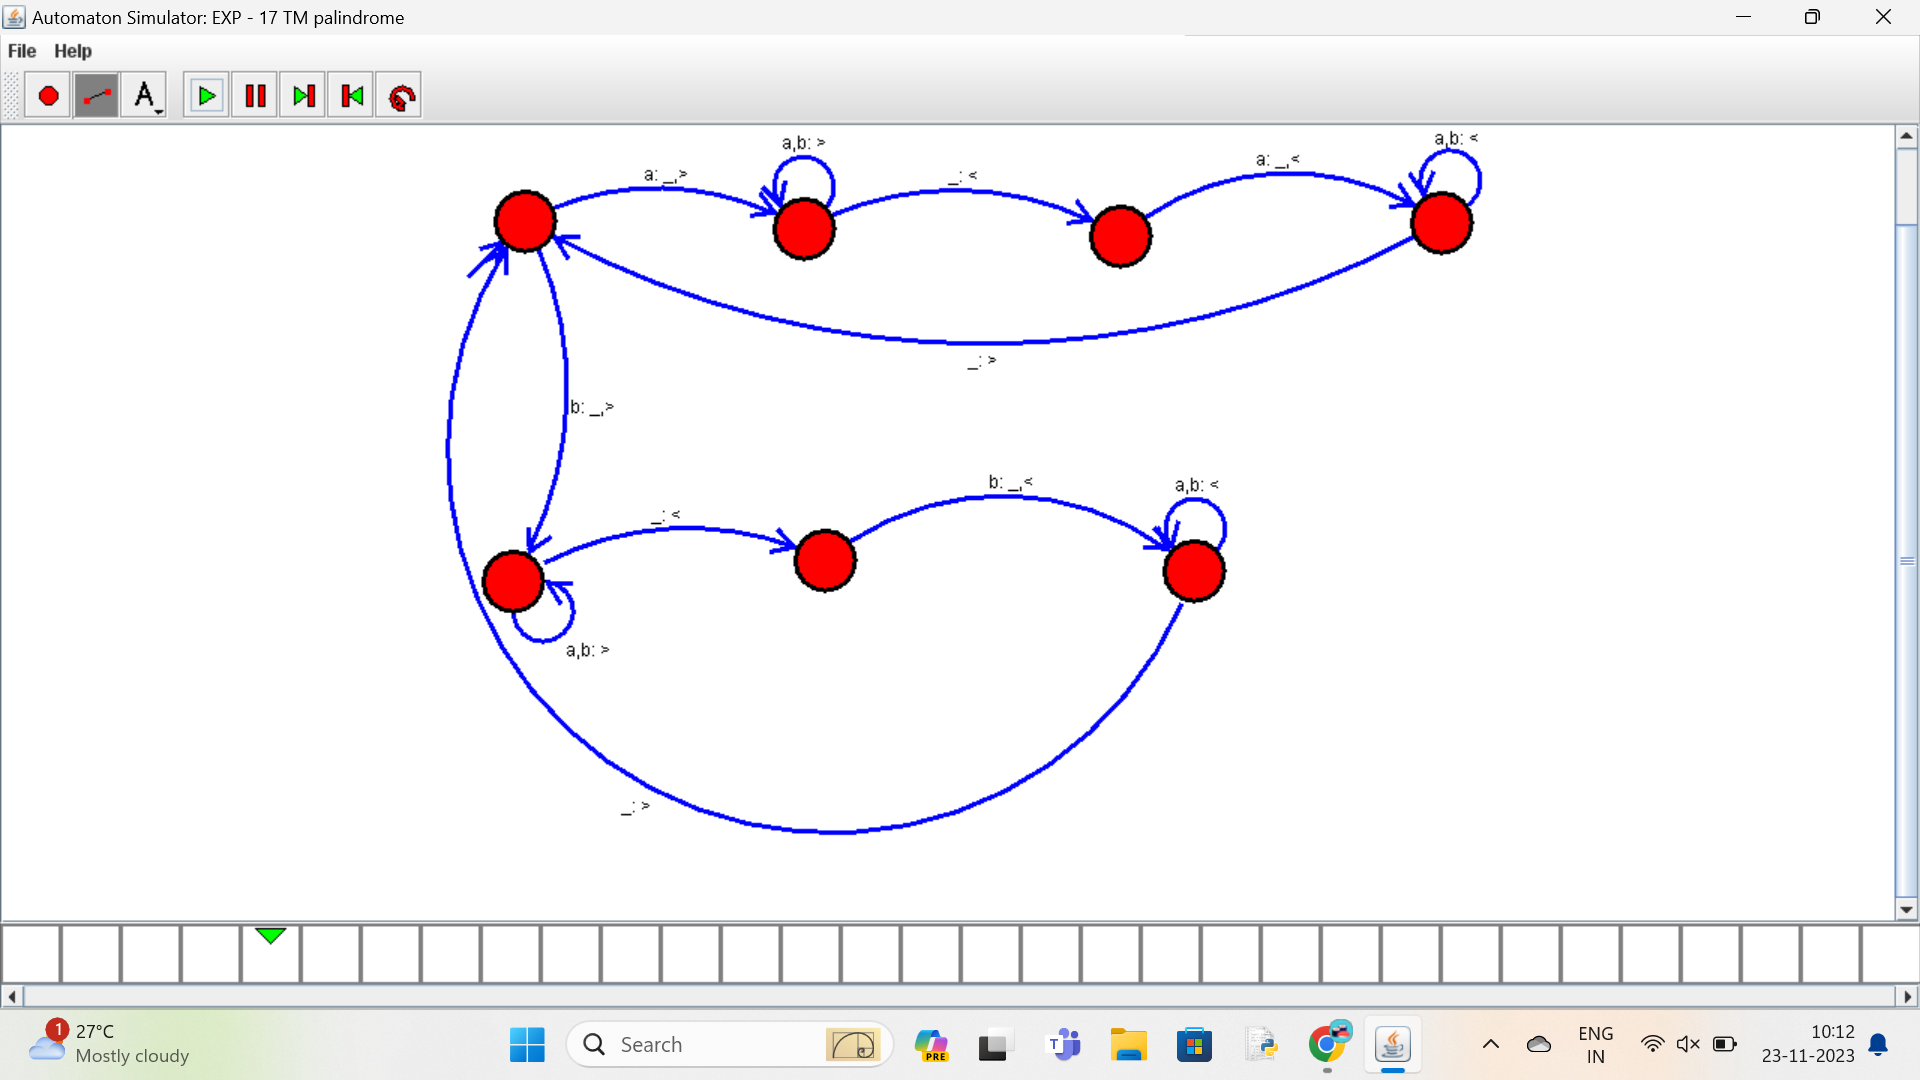 Automaton Simulator: EXP - 17 TM palindrome
File Help
A
a,b: >
a,b: <
a: _,>
_: <
a: _,<
_: >
b: _,>
_: <
b: _,<
a,b: <
a,b: >
_: >
1
27°C
Mostly cloudy
Search
PRE
T
ENG
IN
10:12
23-11-2023